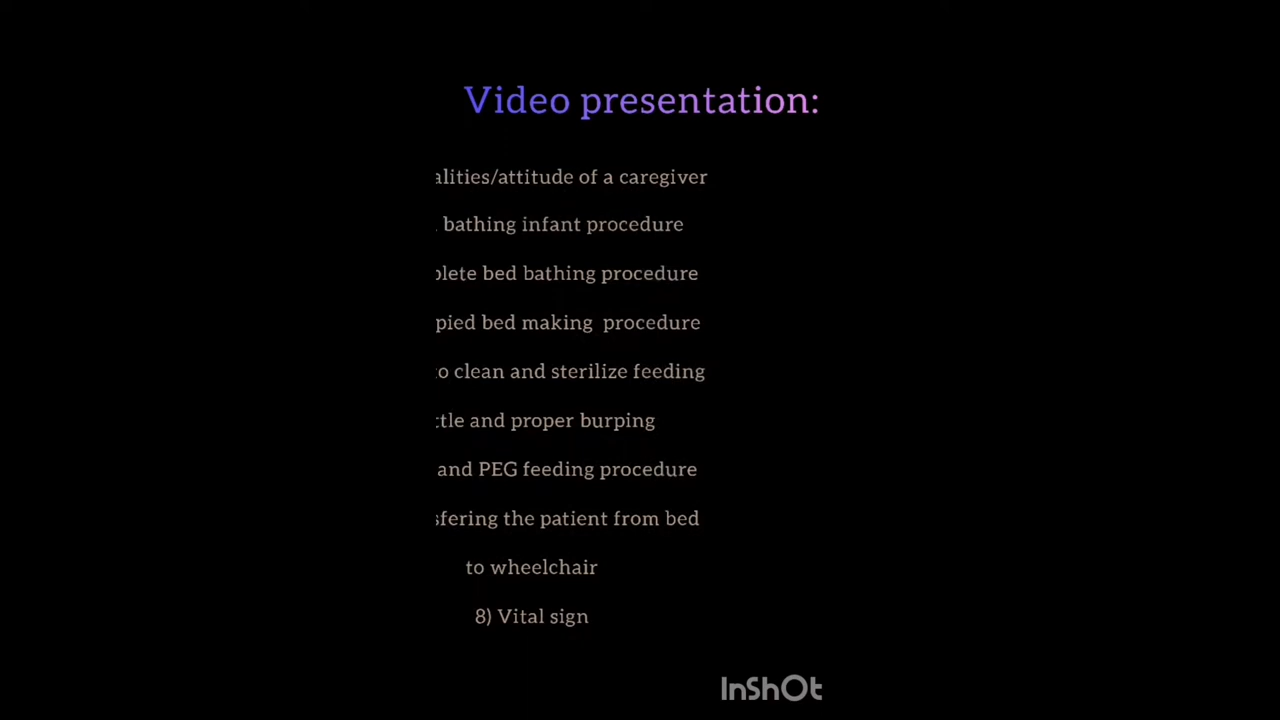 Video presentation:
alities/attitude of a caregiver
bathing infant procedure
plete bed bathing procedure
pied bed making procedure
to clean and sterilize feeding
ttle and proper burping
and PEG feeding procedure
sfering the patient from bed
to wheelchair
8) Vital sign
InShOt